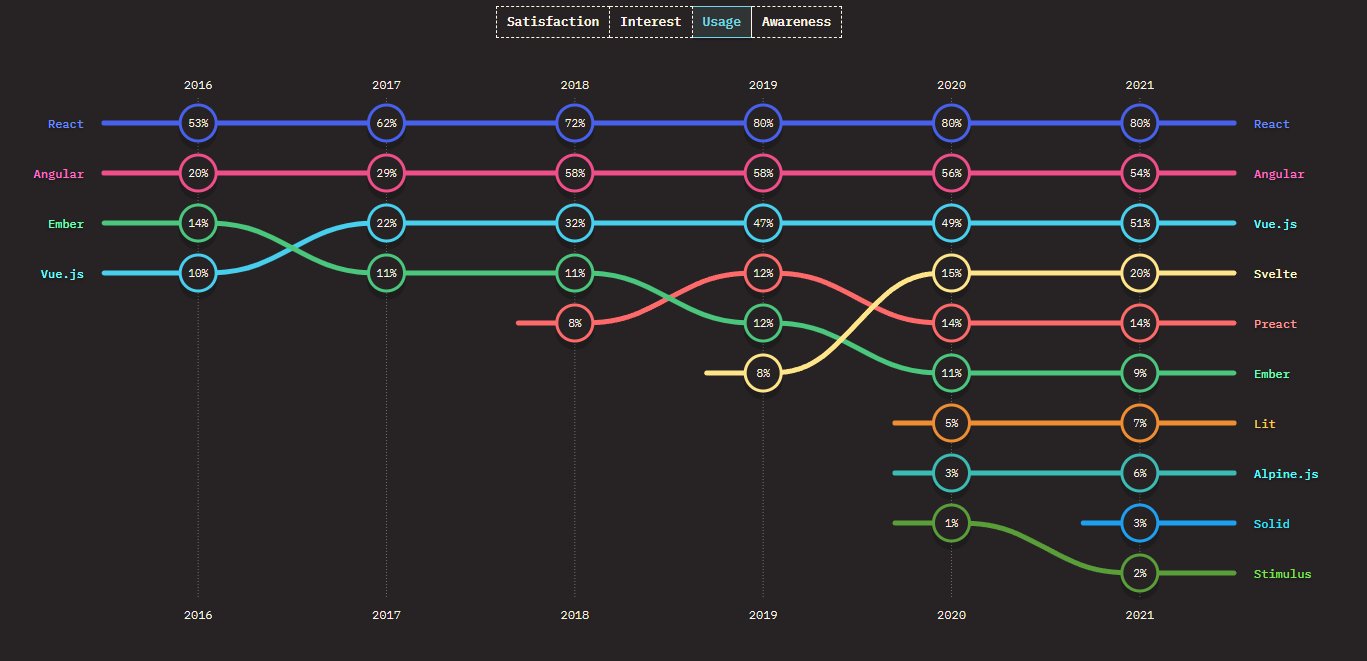 Satisfaction Interest Usage Awareness
2016 2017 2018 2019 2020 2021
React 53% 62% 72% 80% 80% 80% React
Angular 20% 29% 58% 58% 56% 54% Angular
Ember 14% 22% 32% 47% 49% 51% Vue.js
Vue.js 10% 11% 11% 12% 15% 20% Svelte
8% 12% 14% 14% Preact
8% 11% 9% Ember
5% 7% Lit
3% 6% Alpine.js
1% 3% Solid
2% Stimulus
2016 2017 2018 2019 2020 2021